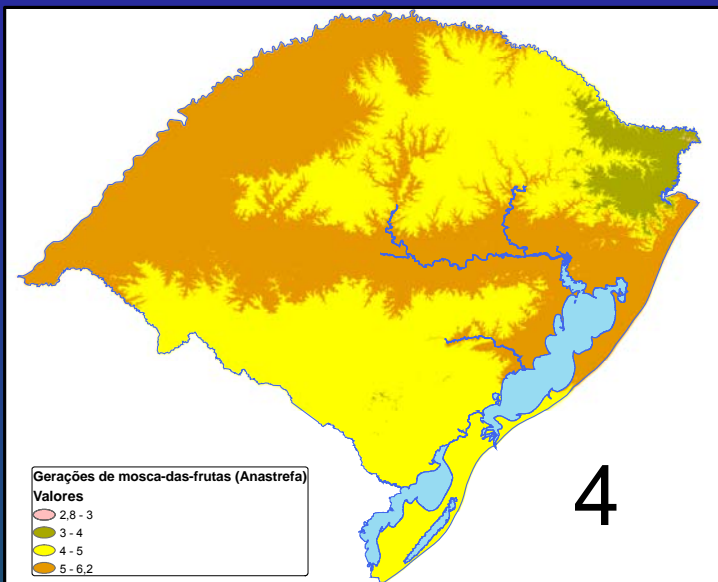 4
Gerações de mosca-das-frutas (Anastrefa)
Valores
2,8 - 3
3 - 4
4 - 5
5 - 6,2